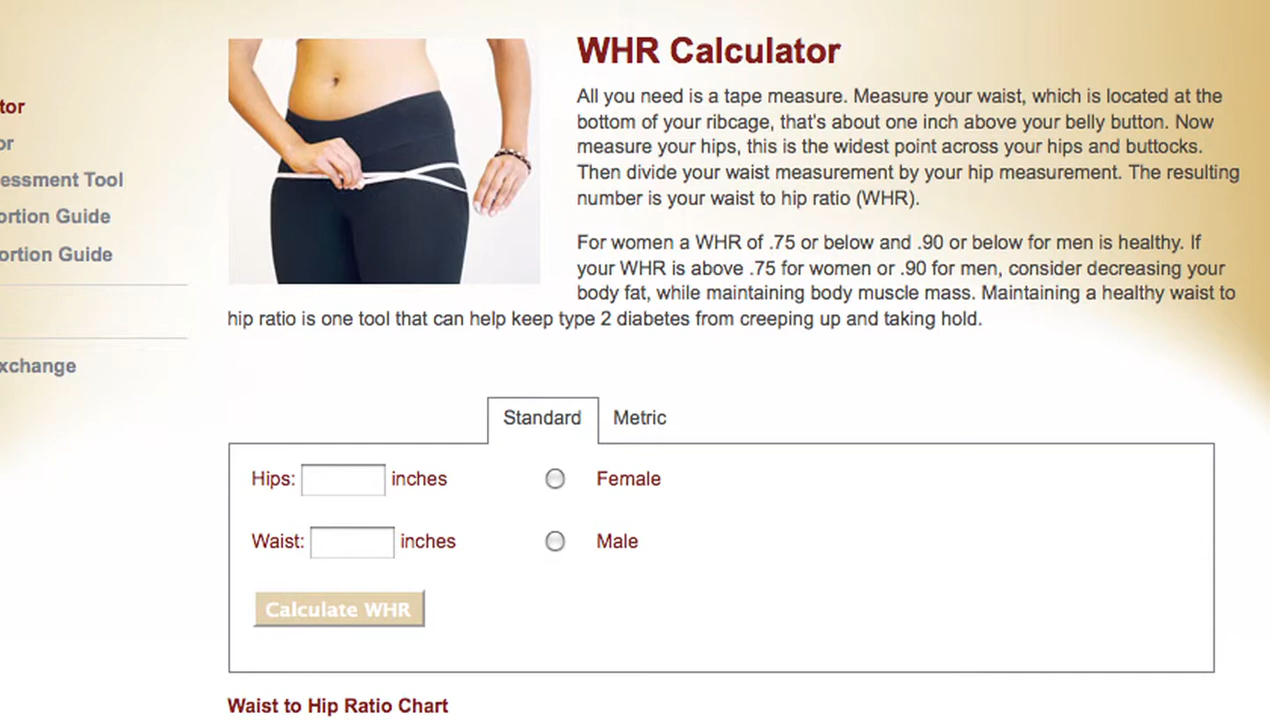 WHR Calculator
All you need is a tape measure. Measure your waist, which is located at the
bottom of your ribcage, that's about one inch above your belly button. Now
measure your hips, this is the widest point across your hips and buttocks.
Then divide your waist measurement by your hip measurement. The resulting
number is your waist to hip ratio (WHR).
For women a WHR of .75 or below and .90 or below for men is healthy. If
your WHR is above .75 for women or .90 for men, consider decreasing your
body fat, while maintaining body muscle mass. Maintaining a healthy waist to
hip ratio is one tool that can help keep type 2 diabetes from creeping up and taking hold.
tor
or
essment Tool
ortion Guide
ortion Guide
xchange
Standard Metric
Hips: inches Female
Waist: inches Male
Calculate WHR
Waist to Hip Ratio Chart